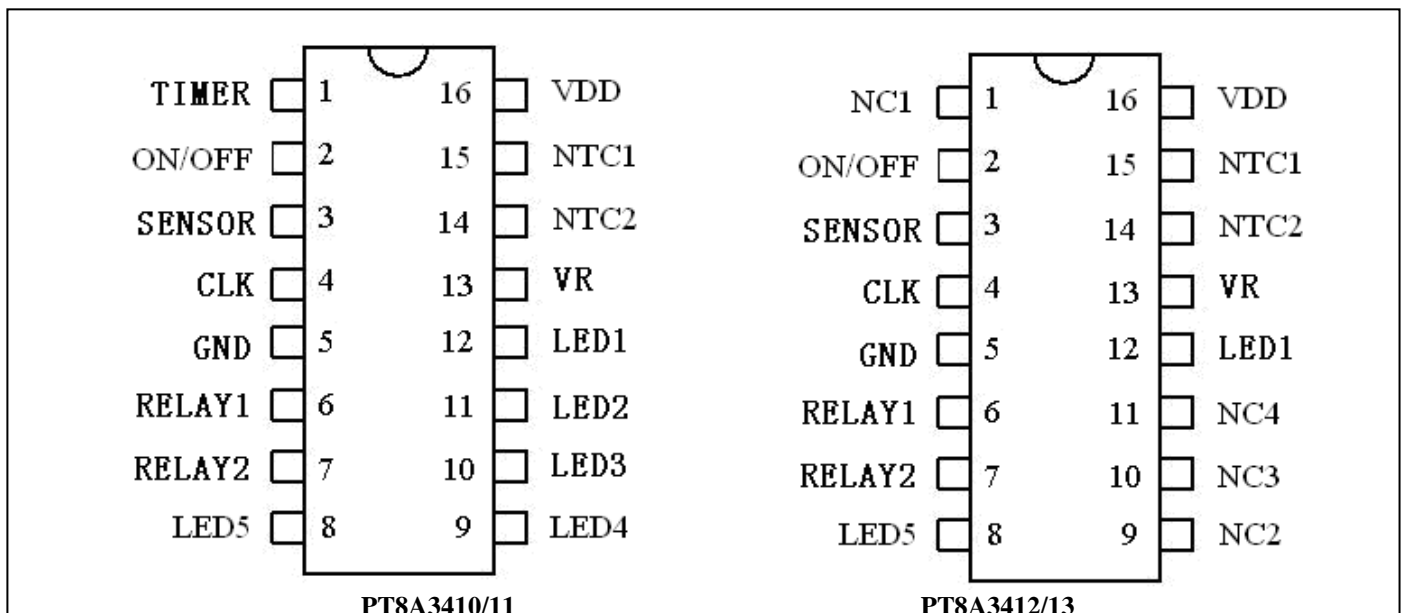 TIMER 1 16 VDD
ON/OFF 2 15 NTC1
SENSOR 3 14 NTC2
CLK 4 13 VR
GND 5 12 LED1
RELAY1 6 11 LED2
RELAY2 7 10 LED3
LED5 8 9 LED4
PT8A3410/11
NC1 1 16 VDD
ON/OFF 2 15 NTC1
SENSOR 3 14 NTC2
CLK 4 13 VR
GND 5 12 LED1
RELAY1 6 11 NC4
RELAY2 7 10 NC3
LED5 8 9 NC2
PT8A3412/13